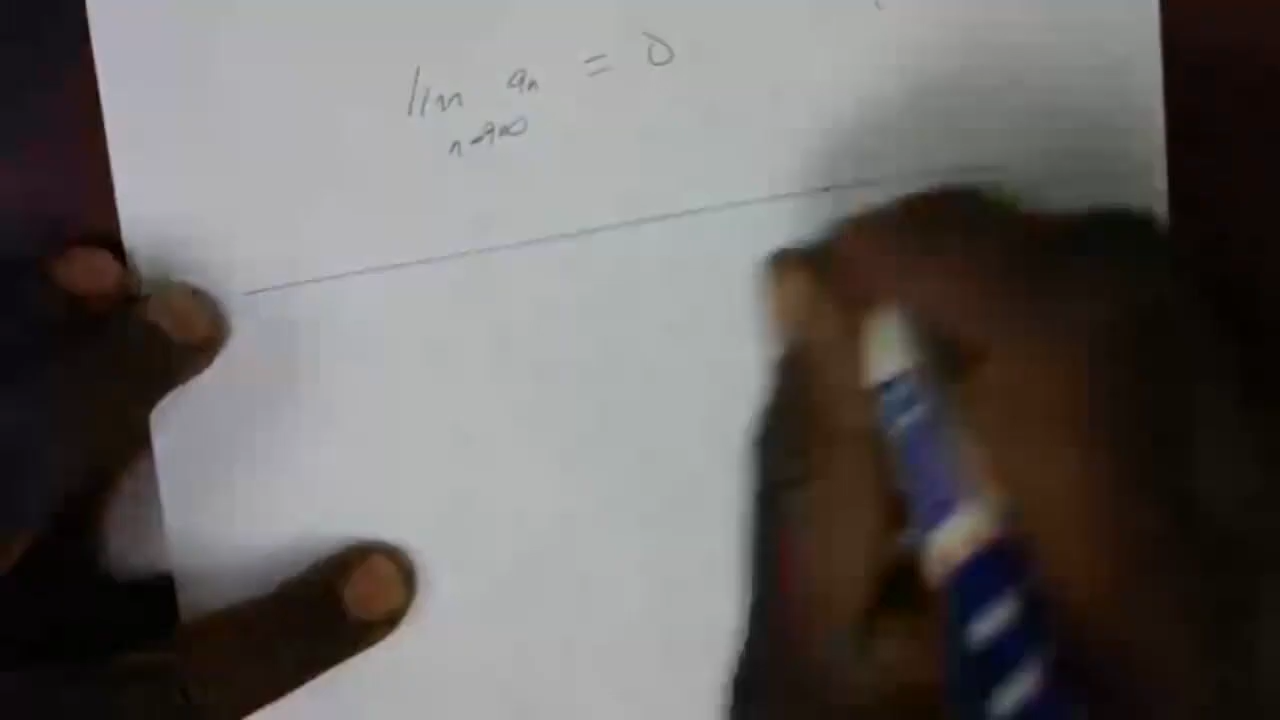 lim aₙ = 0
n→∞